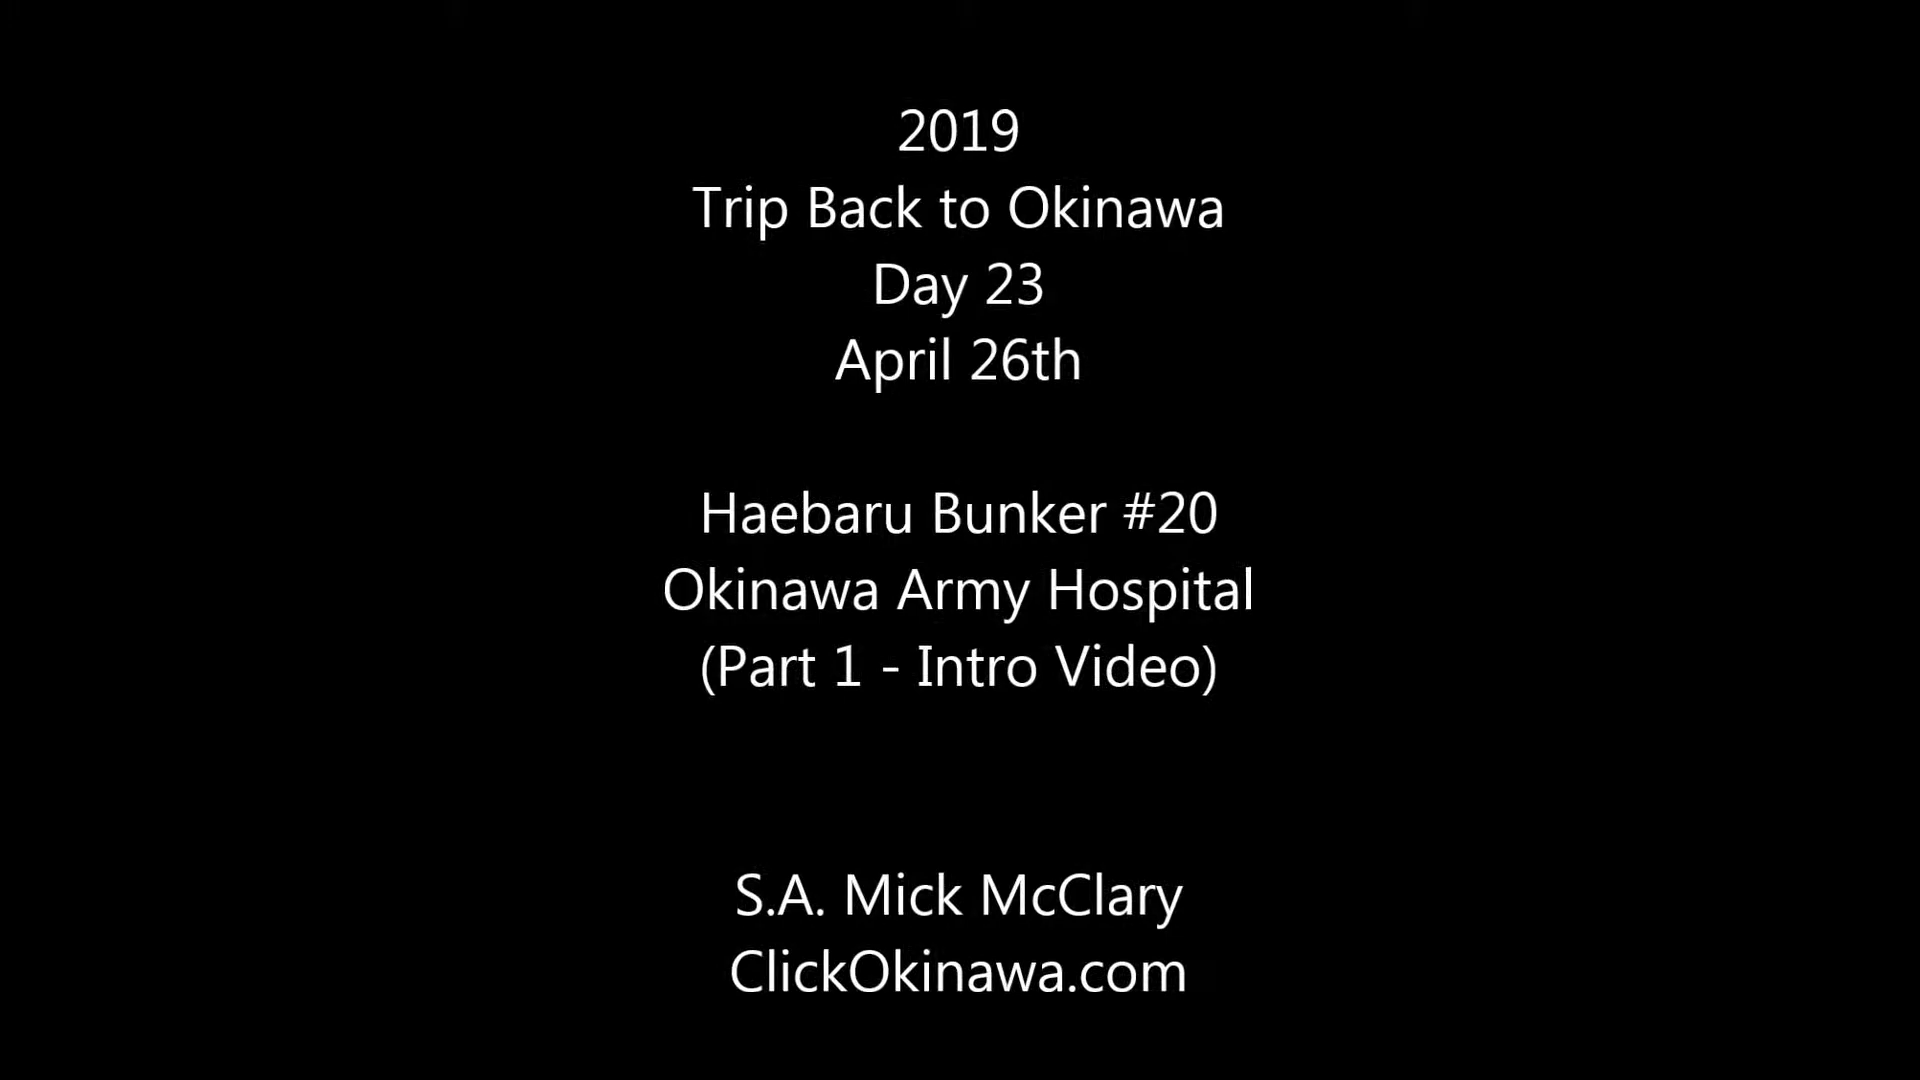 2019
Trip Back to Okinawa
Day 23
April 26th
Haebaru Bunker #20
Okinawa Army Hospital
(Part 1 - Intro Video)
S.A. Mick McClary
ClickOkinawa.com